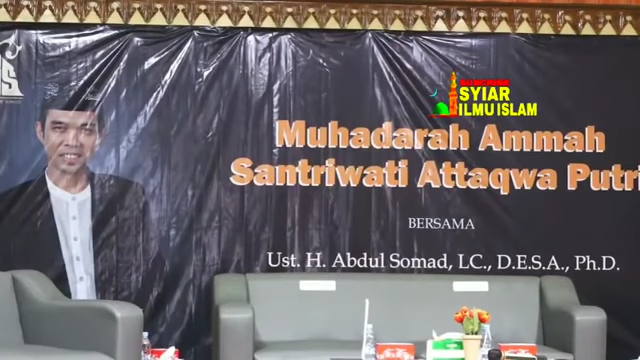 SYIAR
ILMU ISLAM
Muhadarah Ammah
Santriwati Attaqwa Putri
BERSAMA
Ust. H. Abdul Somad, LC., D.E.S.A., Ph.D.